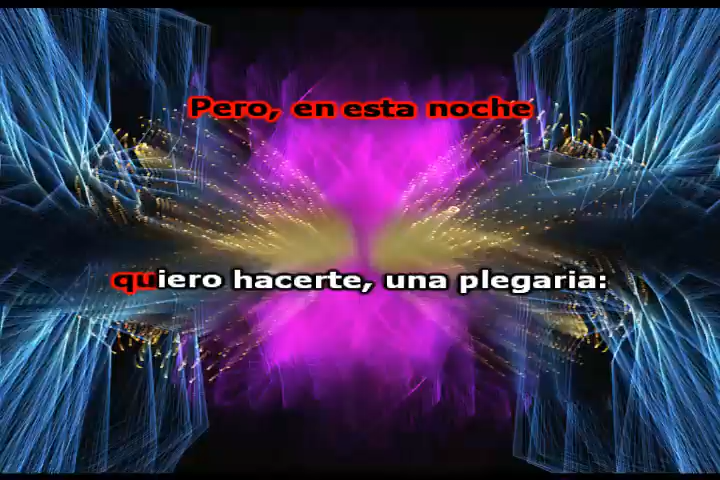 Pero, en esta noche
quiero hacerte, una plegaria: